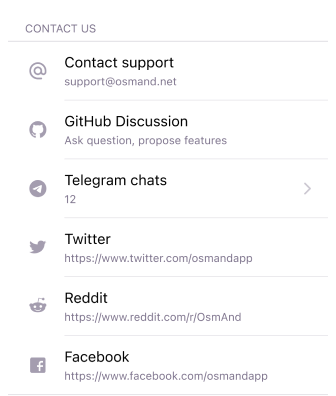 CONTACT US
Contact support
support@osmand.net
GitHub Discussion
Ask question, propose features
Telegram chats
12
Twitter
https://www.twitter.com/osmandapp
Reddit
https://www.reddit.com/r/OsmAnd
Facebook
https://www.facebook.com/osmandapp